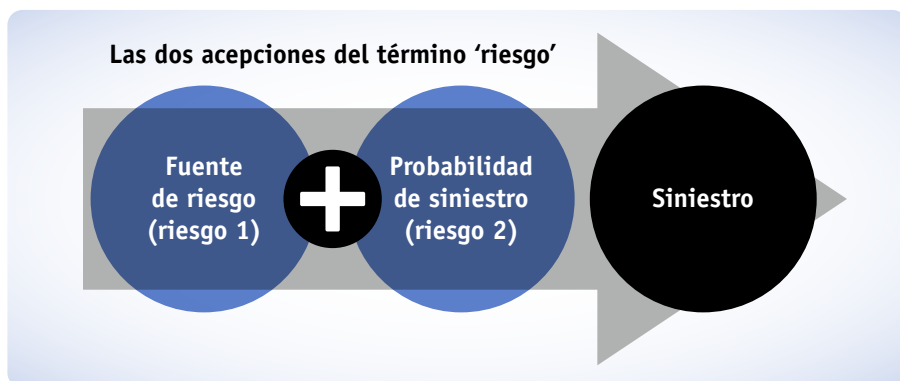 Las dos acepciones del término ‘riesgo’
Fuente
de riesgo
(riesgo 1)
Probabilidad
de siniestro
(riesgo 2)
Siniestro